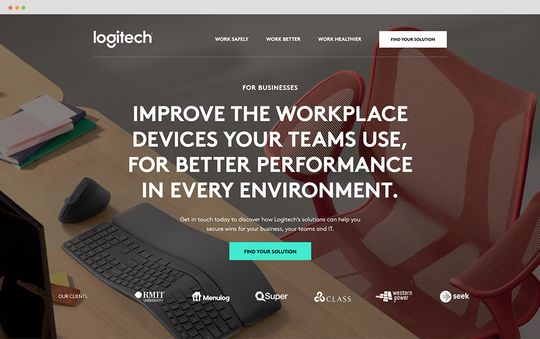 logitech
WORK SAFELY
WORK BETTER
WORK HEALTHIER
FIND YOUR SOLUTION
FOR BUSINESSES
IMPROVE THE WORKPLACE
DEVICES YOUR TEAMS USE,
FOR BETTER PERFORMANCE
IN EVERY ENVIRONMENT.
Get in touch today to discover how Logitech's solutions can help you
secure wins for your business, your teams and IT.
FIND YOUR SOLUTION
OUR CLIENTS:
RMIT
UNIVERSITY
Menulog
QSuper
CLASS
western
power
seek